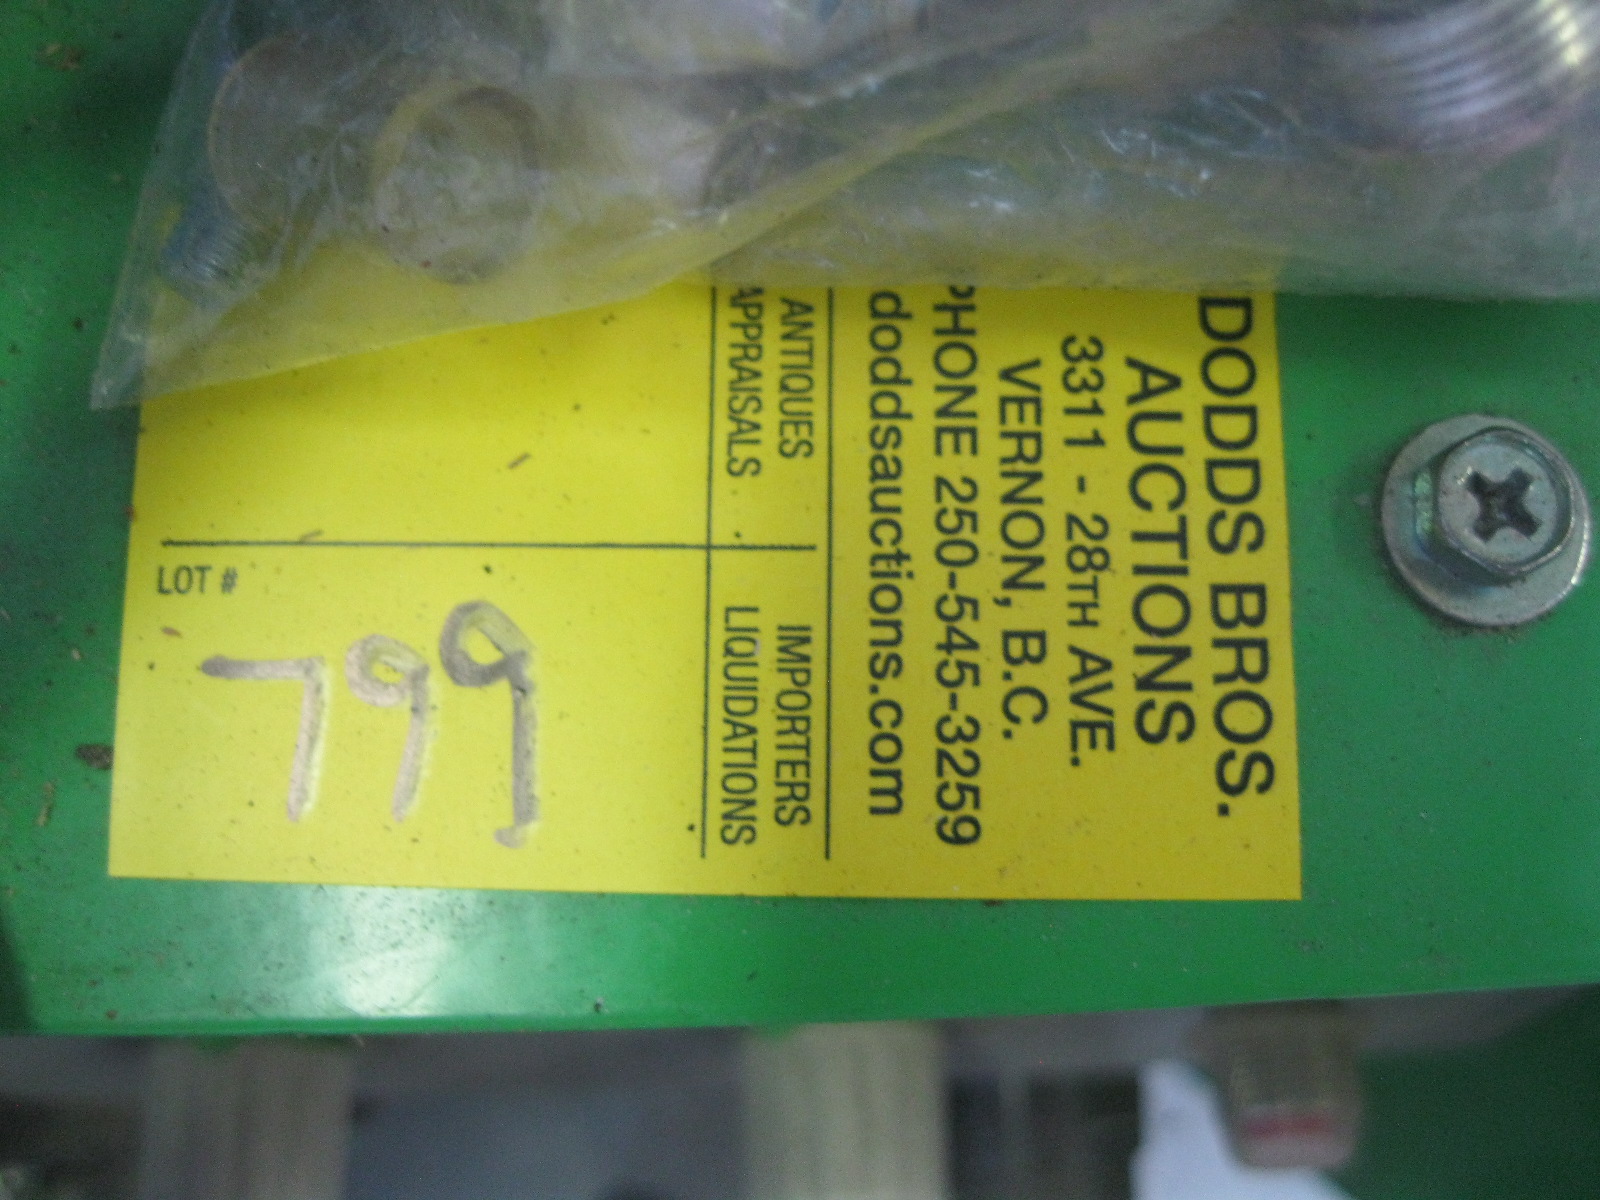 DODDS BROS.
AUCTIONS
3311 - 28TH AVE.
VERNON, B.C.
PHONE 250-545-3259
doddsauctions.com
ANTIQUES IMPORTERS
APPRAISALS LIQUIDATIONS
LOT #
799